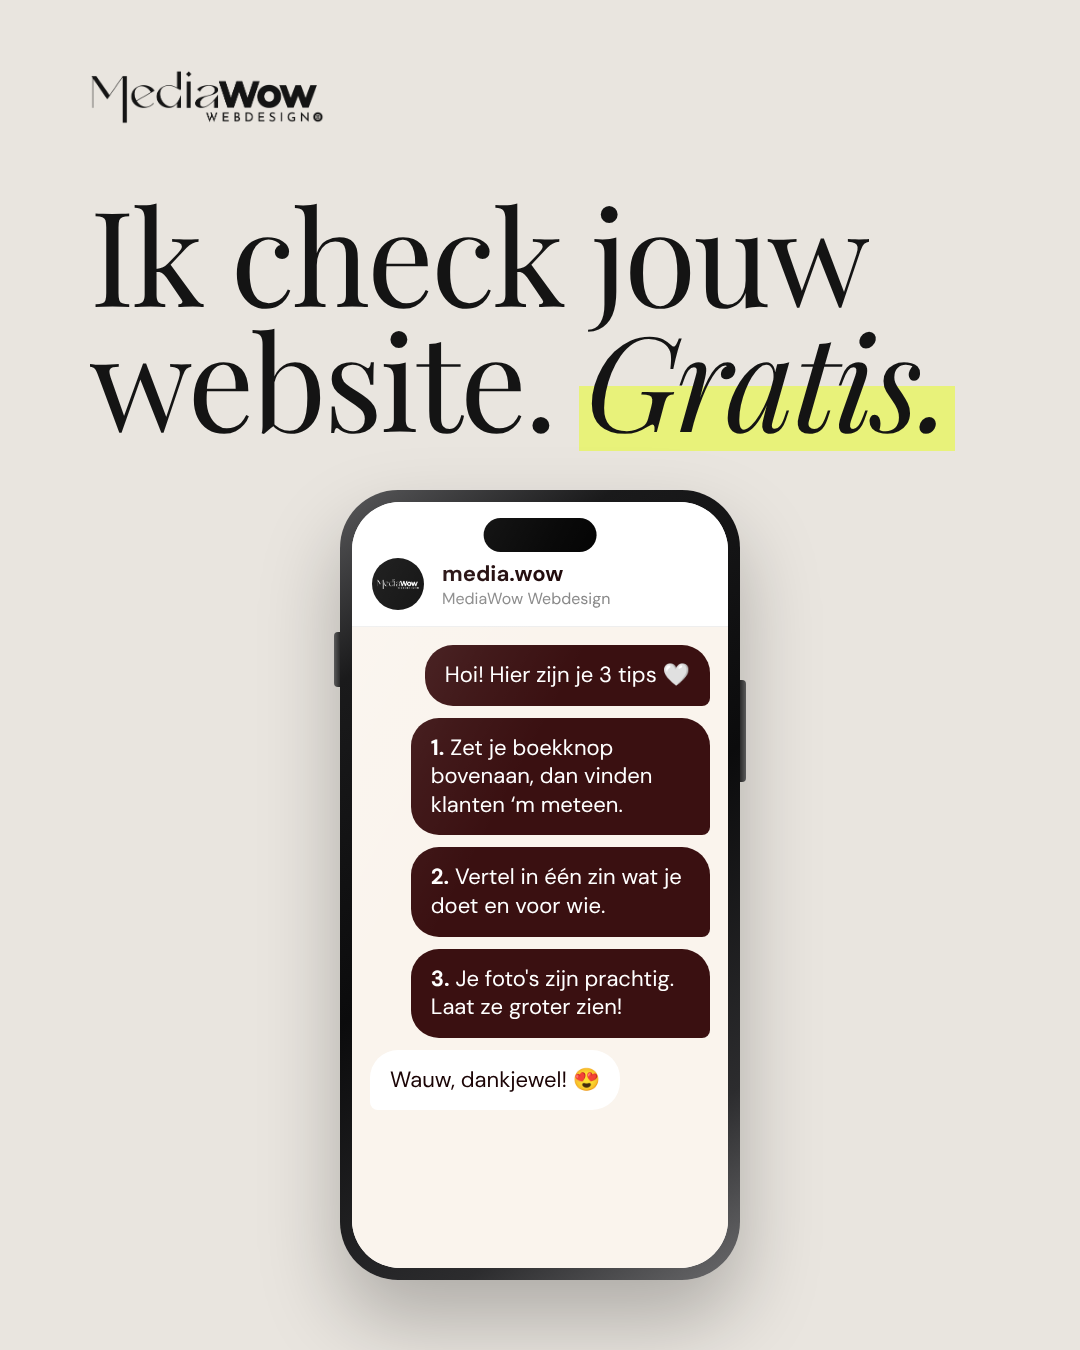 MediaWow
WEBDESIGN
Ik check jouw
website. Gratis.
media.wow
MediaWow Webdesign
Hoi! Hier zijn je 3 tips 🤍
1. Zet je boekknop
bovenaan, dan vinden
klanten ‘m meteen.
2. Vertel in één zin wat je
doet en voor wie.
3. Je foto's zijn prachtig.
Laat ze groter zien!
Wauw, dankjewel! 😍